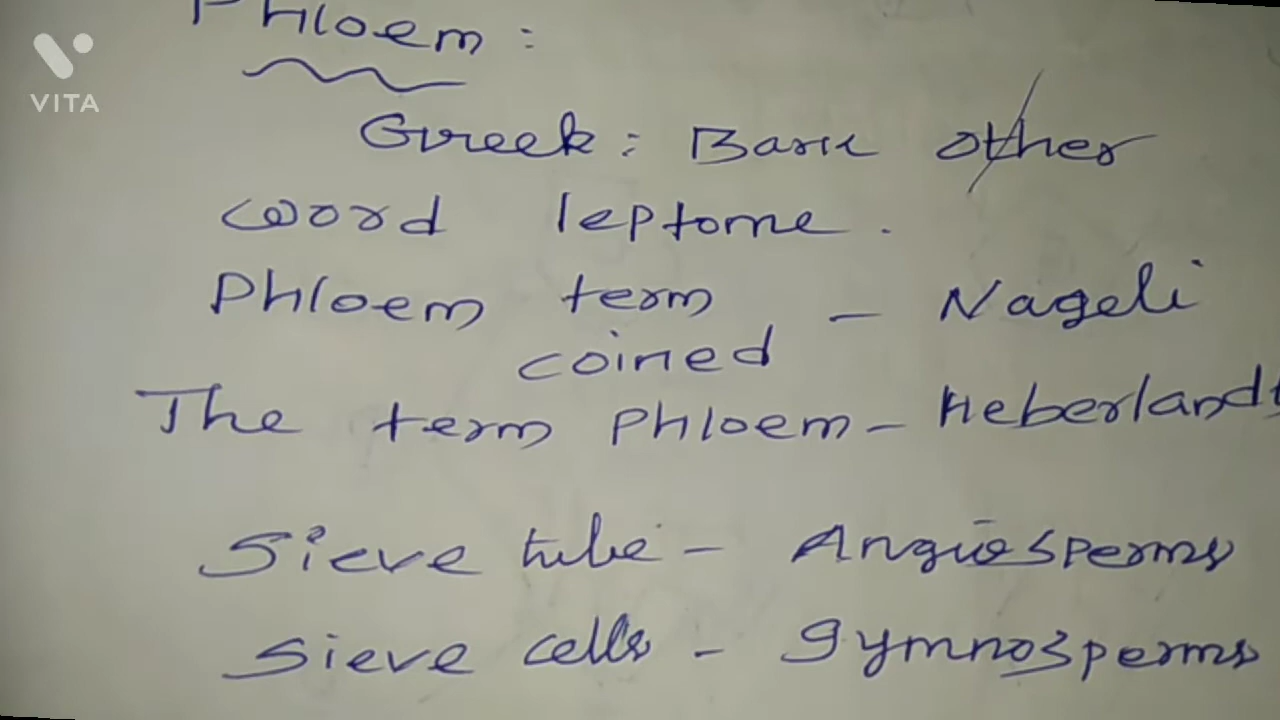 Phloem :
VITA
Greek : Bark other
word leptome .
Phloem term - Nageli
coined
The term Phloem - Heberlandt
Sieve tube - Angiosperms
Sieve cells - Gymnosperms